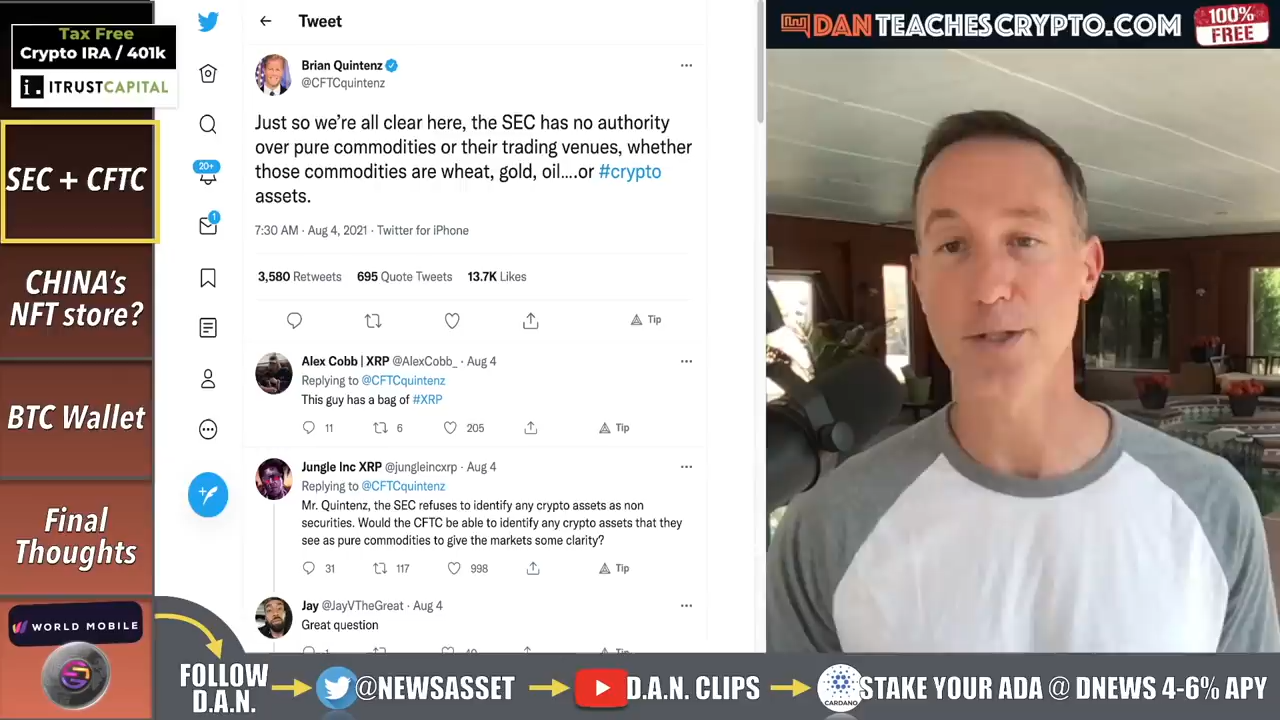 Tax Free
Crypto IRA / 401k
i. ITRUSTCAPITAL
SEC + CFTC
CHINA's
NFT store?
BTC Wallet
Final
Thoughts
WORLD MOBILE
Tweet
Brian Quintenz
@CFTCquintenz
Just so we're all clear here, the SEC has no authority
over pure commodities or their trading venues, whether
those commodities are wheat, gold, oil....or #crypto
assets.
7:30 AM · Aug 4, 2021 · Twitter for iPhone
3,580 Retweets 695 Quote Tweets 13.7K Likes
Tip
20+
1
Alex Cobb | XRP @AlexCobb_ · Aug 4
Replying to @CFTCquintenz
This guy has a bag of #XRP
11 6 205 Tip
Jungle Inc XRP @jungleincxrp · Aug 4
Replying to @CFTCquintenz
Mr. Quintenz, the SEC refuses to identify any crypto assets as non
securities. Would the CFTC be able to identify any crypto assets that they
see as pure commodities to give the markets some clarity?
31 117 998 Tip
Jay @JayVTheGreat · Aug 4
Great question
DANTEACHESCRYPTO.COM
100%
FREE
FOLLOW
D.A.N.
@NEWSASSET
D.A.N. CLIPS
CARDANO
STAKE YOUR ADA @ DNEWS 4-6% APY